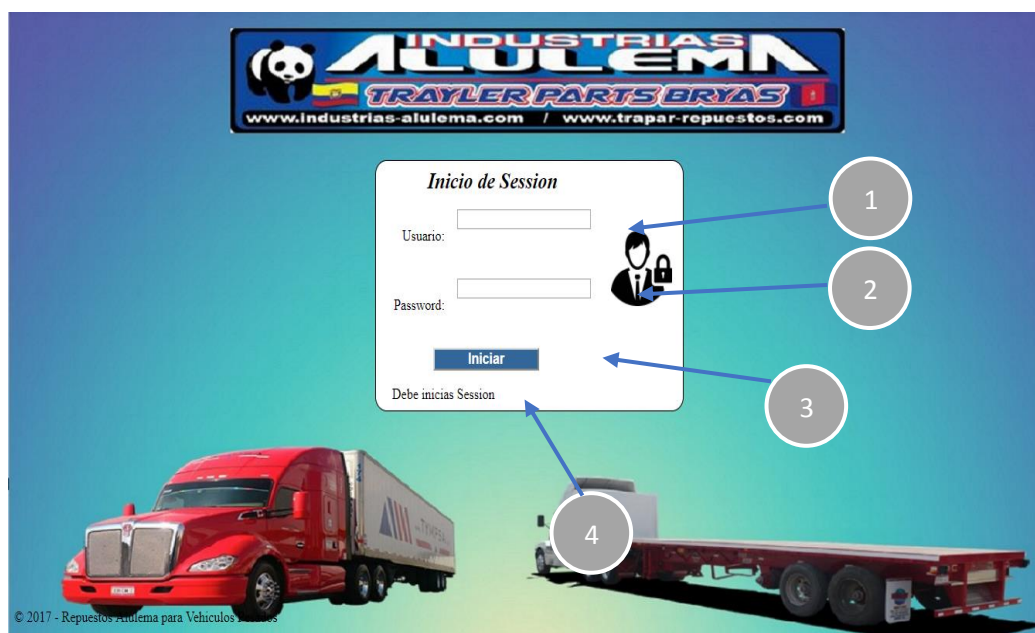 INDUSTRIAS
ALULEMA
TRAYLER PARTS BRYAS
www.industrias-alulema.com / www.trapar-repuestos.com
Inicio de Session
1
Usuario:
2
Password:
Iniciar
3
Debe inicias Session
4
© 2017 - Repuestos Alulema para Vehiculos